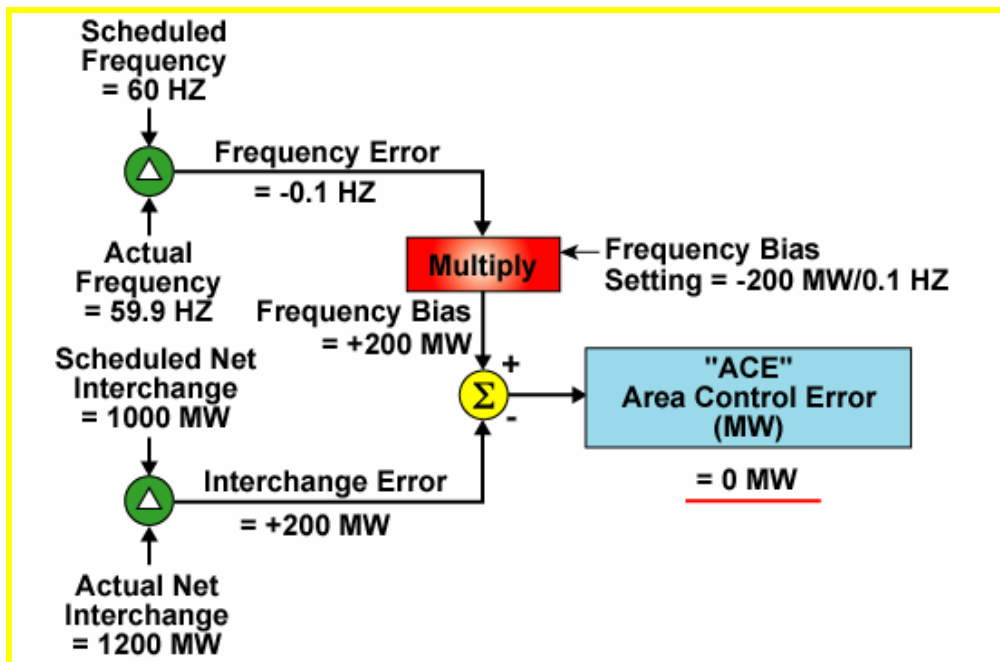 Scheduled
Frequency
= 60 HZ
Frequency Error
= -0.1 HZ
Actual
Frequency
= 59.9 HZ
Multiply
Frequency Bias
Setting = -200 MW/0.1 HZ
Frequency Bias
= +200 MW
Scheduled Net
Interchange
= 1000 MW
+
Σ
-
"ACE"
Area Control Error
(MW)
= 0 MW
Interchange Error
= +200 MW
Actual Net
Interchange
= 1200 MW